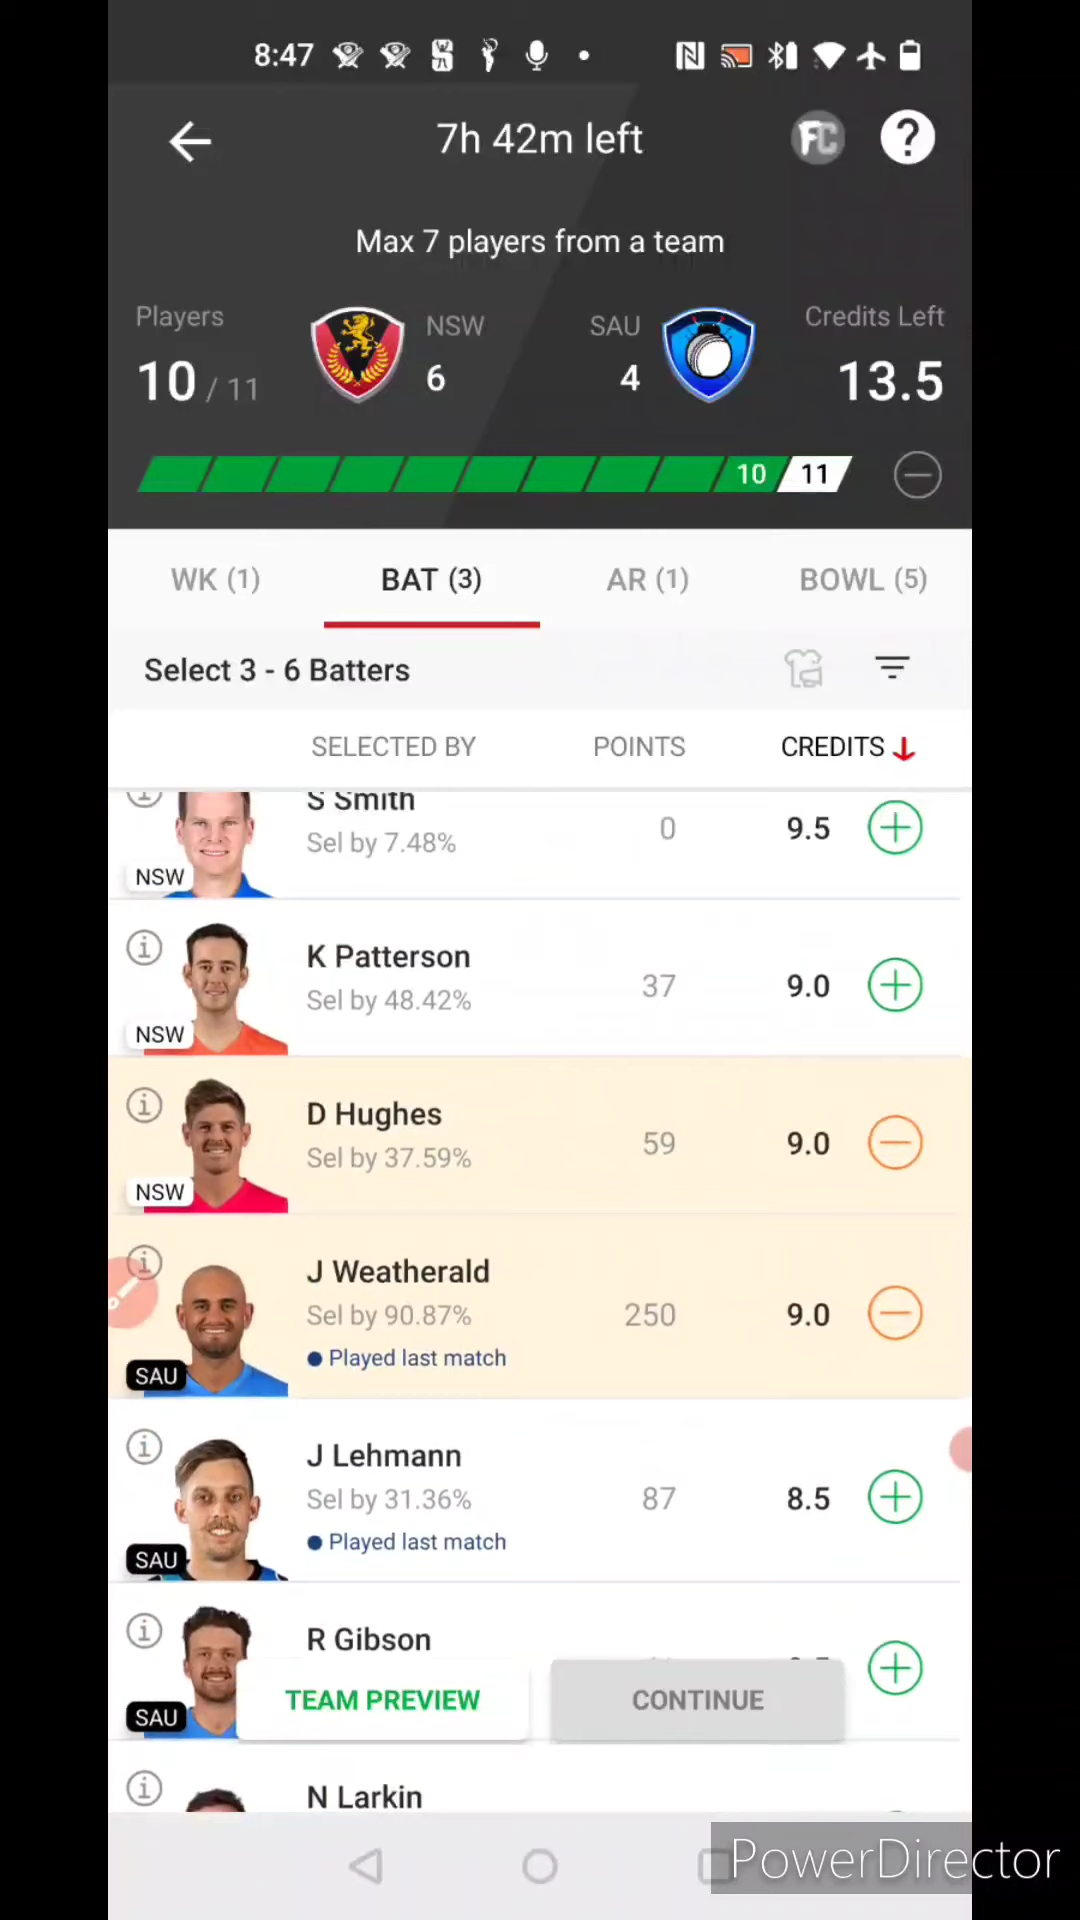 8:47
7h 42m left
FC
?
Max 7 players from a team
Players
NSW
SAU
Credits Left
10 / 11
6
4
13.5
10
11
WK (1)
BAT (3)
AR (1)
BOWL (5)
Select 3 - 6 Batters
SELECTED BY
POINTS
CREDITS
S Smith
Sel by 7.48%
0
9.5
NSW
K Patterson
Sel by 48.42%
37
9.0
NSW
D Hughes
Sel by 37.59%
59
9.0
NSW
J Weatherald
Sel by 90.87%
250
9.0
Played last match
SAU
J Lehmann
Sel by 31.36%
87
8.5
Played last match
SAU
R Gibson
SAU
TEAM PREVIEW
CONTINUE
N Larkin
PowerDirector